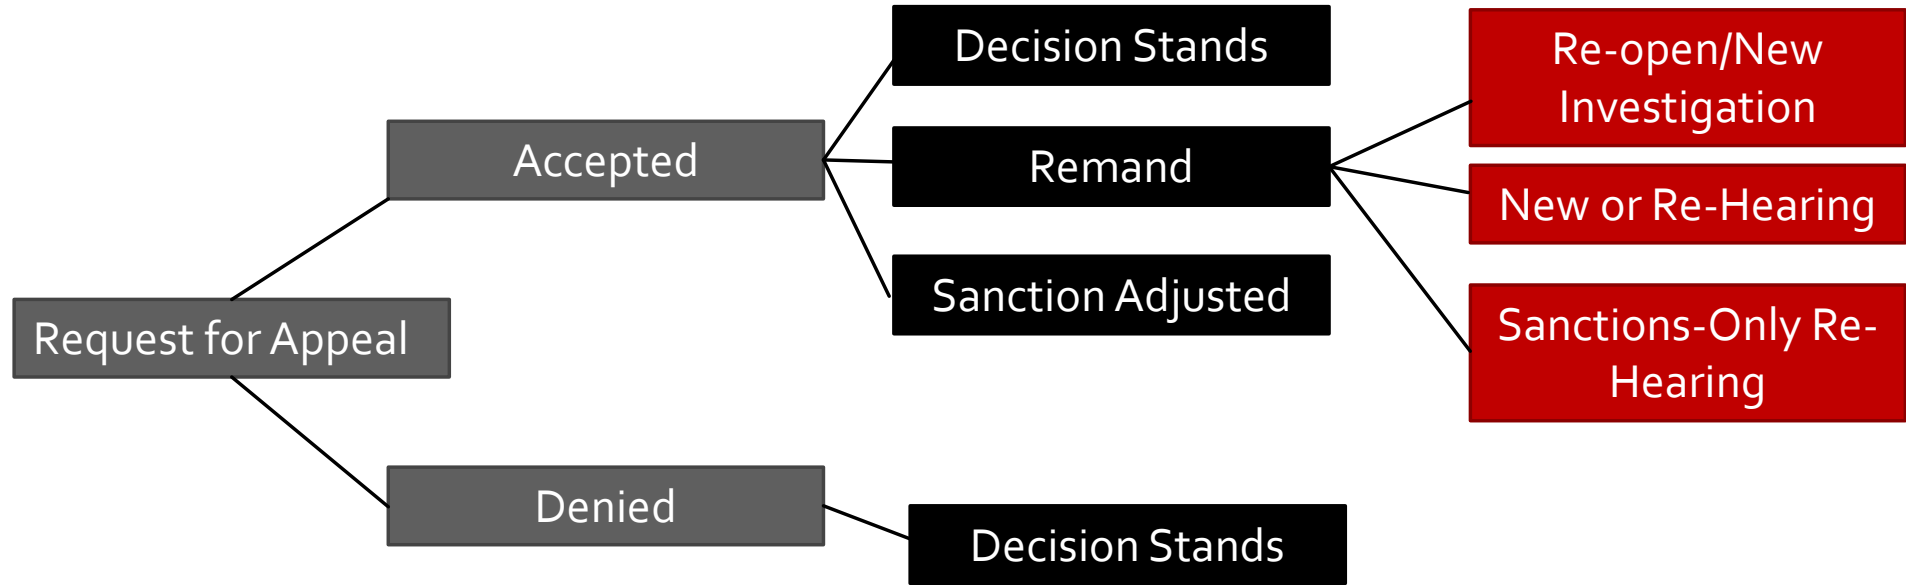 Decision Stands
Re-open/New
Investigation
Accepted
Remand
New or Re-Hearing
Sanction Adjusted
Request for Appeal
Sanctions-Only Re-
Hearing
Denied
Decision Stands